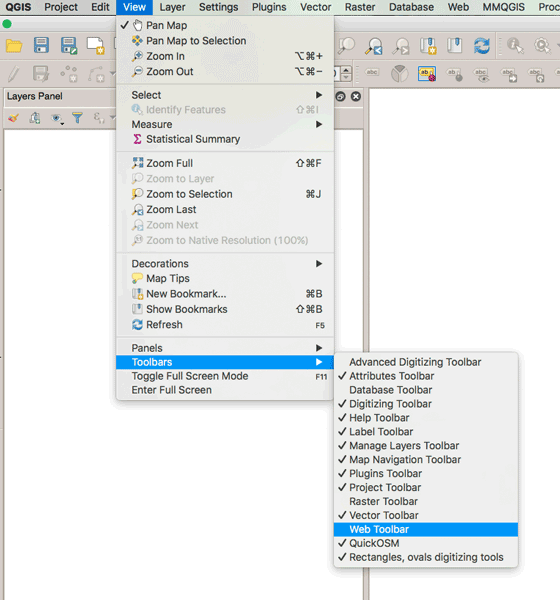 QGIS Project Edit View Layer Settings Plugins Vector Raster Database Web MMQGIS Proc
Pan Map
Pan Map to Selection
Zoom In ⌥⌘+
Zoom Out ⌥⌘−
Layers Panel
Select
Identify Features ⇧⌘I
Measure
Statistical Summary
Zoom Full ⇧⌘F
Zoom to Layer
Zoom to Selection ⌘J
Zoom Last
Zoom Next
Zoom to Native Resolution (100%)
Decorations
Map Tips
New Bookmark... ⌘B
Show Bookmarks ⇧⌘B
Refresh F5
Panels
Toolbars
Toggle Full Screen Mode F11
Enter Full Screen
Advanced Digitizing Toolbar
Attributes Toolbar
Database Toolbar
Digitizing Toolbar
Help Toolbar
Label Toolbar
Manage Layers Toolbar
Map Navigation Toolbar
Plugins Toolbar
Project Toolbar
Raster Toolbar
Vector Toolbar
Web Toolbar
QuickOSM
Rectangles, ovals digitizing tools